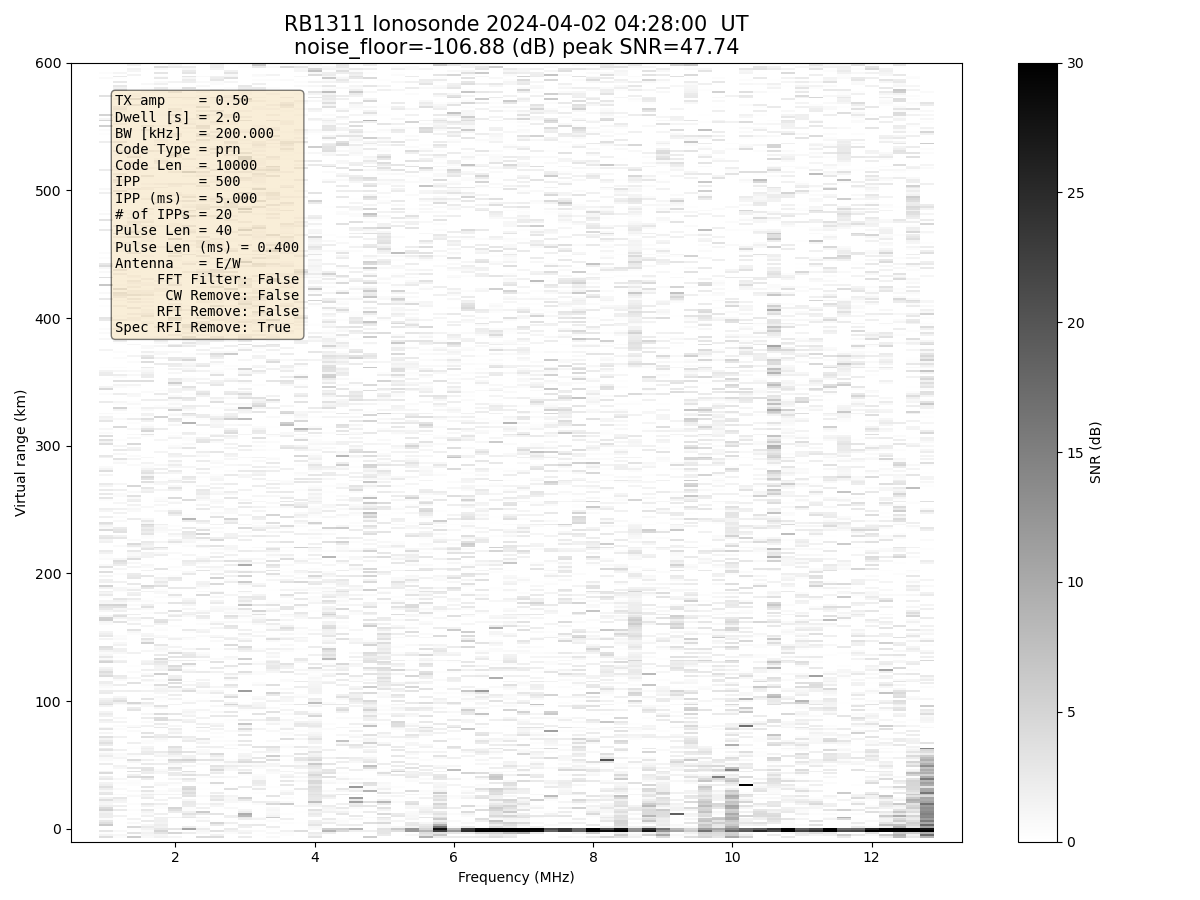 RB1311 Ionosonde 2024-04-02 04:28:00  UT
noise_floor=-106.88 (dB) peak SNR=47.74
TX amp    = 0.50
Dwell [s] = 2.0
BW [kHz]  = 200.000
Code Type = prn
Code Len  = 10000
IPP       = 500
IPP (ms)  = 5.000
# of IPPs = 20
Pulse Len = 40
Pulse Len (ms) = 0.400
Antenna   = E/W
FFT Filter: False
CW Remove: False
RFI Remove: False
Spec RFI Remove: True
600
500
400
300
200
100
0
Virtual range (km)
2
4
6
8
10
12
Frequency (MHz)
30
25
20
15
10
5
0
SNR (dB)